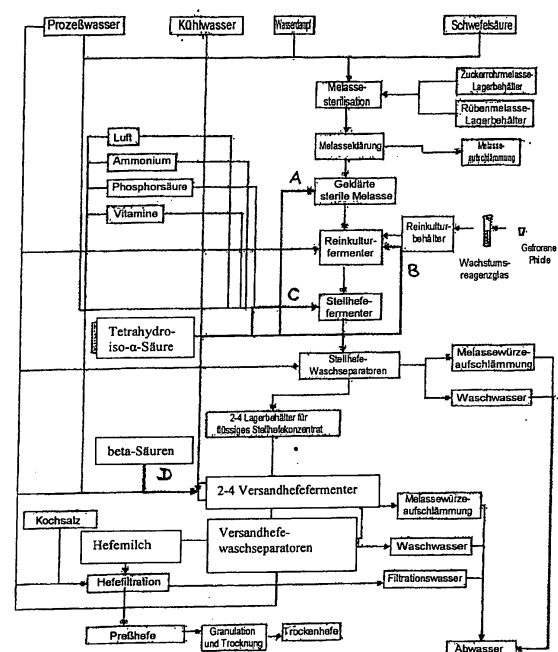 Prozeßwasser
Kühlwasser
Wasserdampf
Schwefelsäure
Melasse-
sterilisation
Zuckerrohrmelasse-
Lagerbehälter
Rübenmelasse-
Lagerbehälter
Melasseklärung
Melasse-
aufschlämmung
Luft
Ammonium
Phosphorsäure
Vitamine
A
Geklärte
sterile Melasse
Reinkultur-
fermenter
Reinkultur-
behälter
Wachstums-
reagenzglas
Gefrorene
Phiole
B
C
Stellhefe-
fermenter
Tetrahydro-
iso-α-Säure
Stellhefe-
Waschseparatoren
Melassewürze-
aufschlämmung
Waschwasser
2-4 Lagerbehälter für
flüssiges Stellhefekonzentrat
beta-Säuren
D
2-4 Versandhefefermenter
Melassewürze-
aufschlämmung
Kochsalz
Hefemilch
Versandhefe-
waschseparatoren
Waschwasser
Hefefiltration
Filtrationswasser
Preßhefe
Granulation
und Trocknung
Trockenhefe
Abwasser